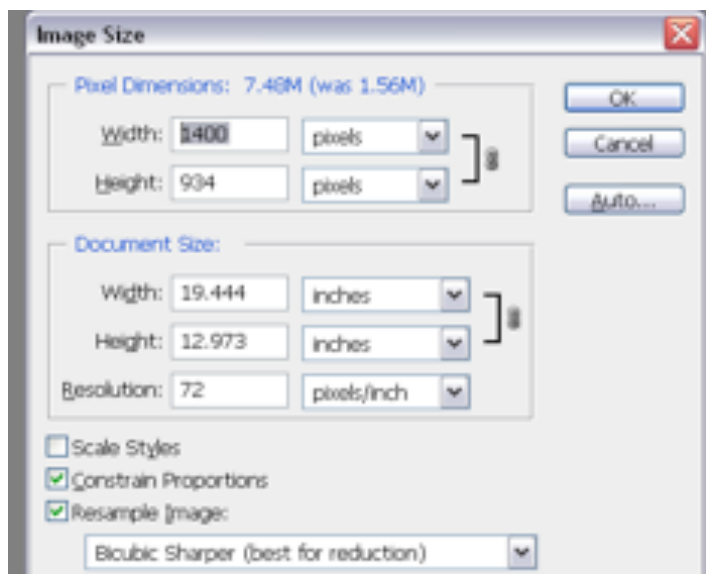 Image Size
Pixel Dimensions: 7.48M (was 1.56M)
OK
Width: 1400 pixels
Cancel
Height: 934 pixels
Auto...
Document Size:
Width: 19.444 inches
Height: 12.973 inches
Resolution: 72 pixels/inch
Scale Styles
Constrain Proportions
Resample Image:
Bicubic Sharper (best for reduction)